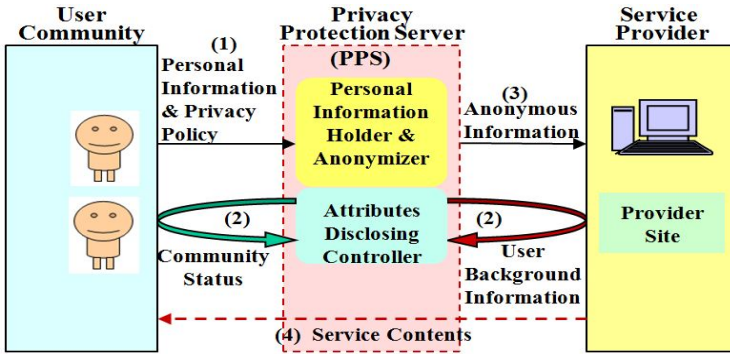 User
Community
Privacy
Protection Server
(PPS)
Service
Provider
(1)
Personal
Information
& Privacy
Policy
Personal
Information
Holder &
Anonymizer
(3)
Anonymous
Information
(2)
Community
Status
Attributes
Disclosing
Controller
(2)
User
Background
Information
Provider
Site
(4) Service Contents